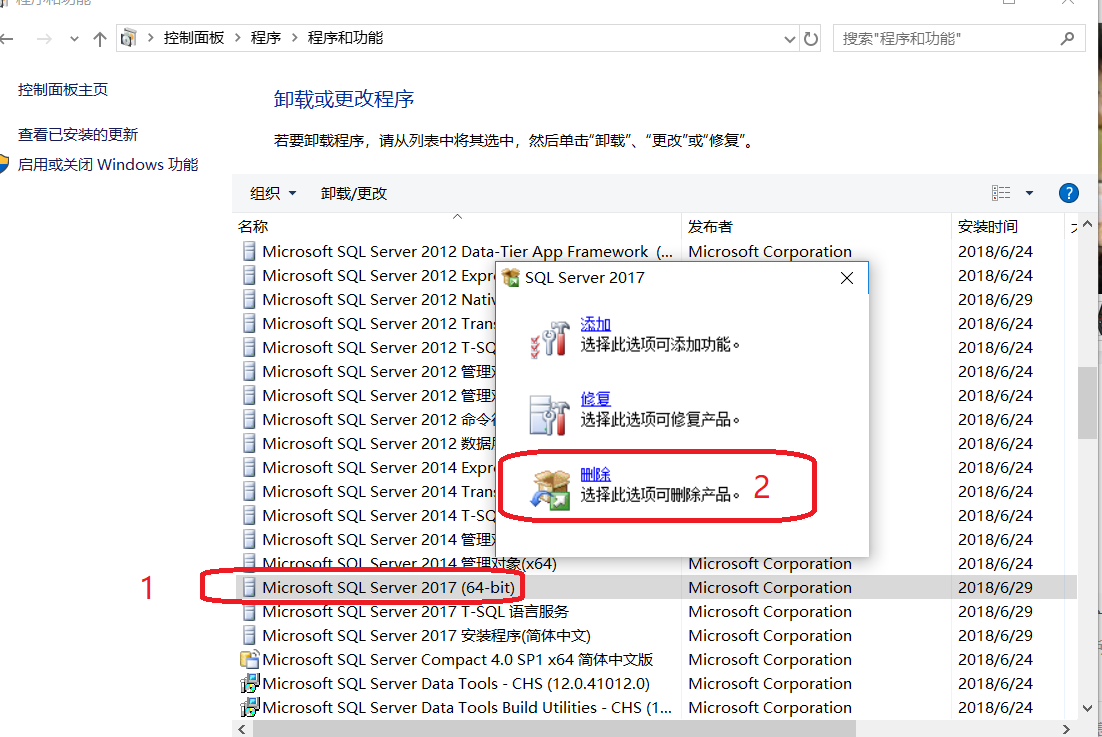 程序和功能
控制面板 程序 程序和功能
搜索"程序和功能"
控制面板主页
查看已安装的更新
启用或关闭 Windows 功能
卸载或更改程序
若要卸载程序，请从列表中将其选中，然后单击“卸载”、“更改”或“修复”。
组织 卸载/更改
名称 发布者 安装时间
Microsoft SQL Server 2012 Data-Tier App Framework (... Microsoft Corporation 2018/6/24
Microsoft SQL Server 2012 Expr 2018/6/24
Microsoft SQL Server 2012 Nativ 2018/6/29
Microsoft SQL Server 2012 Trans 2018/6/24
Microsoft SQL Server 2012 T-SQ 2018/6/24
Microsoft SQL Server 2012 管理对 2018/6/24
Microsoft SQL Server 2012 管理对 2018/6/24
Microsoft SQL Server 2012 命令行 2018/6/24
Microsoft SQL Server 2012 数据层 2018/6/24
Microsoft SQL Server 2014 Expr 2018/6/24
Microsoft SQL Server 2014 Trans 2018/6/24
Microsoft SQL Server 2014 T-SQ 2018/6/24
Microsoft SQL Server 2014 管理对 2018/6/24
Microsoft SQL Server 2014 管理对象(x64) Microsoft Corporation 2018/6/24
1 Microsoft SQL Server 2017 (64-bit) Microsoft Corporation 2018/6/29
Microsoft SQL Server 2017 T-SQL 语言服务 Microsoft Corporation 2018/6/29
Microsoft SQL Server 2017 安装程序(简体中文) Microsoft Corporation 2018/6/29
Microsoft SQL Server Compact 4.0 SP1 x64 简体中文版 Microsoft Corporation 2018/6/24
Microsoft SQL Server Data Tools - CHS (12.0.41012.0) Microsoft Corporation 2018/6/24
Microsoft SQL Server Data Tools Build Utilities - CHS (1... Microsoft Corporation 2018/6/24
SQL Server 2017
添加
选择此选项可添加功能。
修复
选择此选项可修复产品。
删除
选择此选项可删除产品。 2